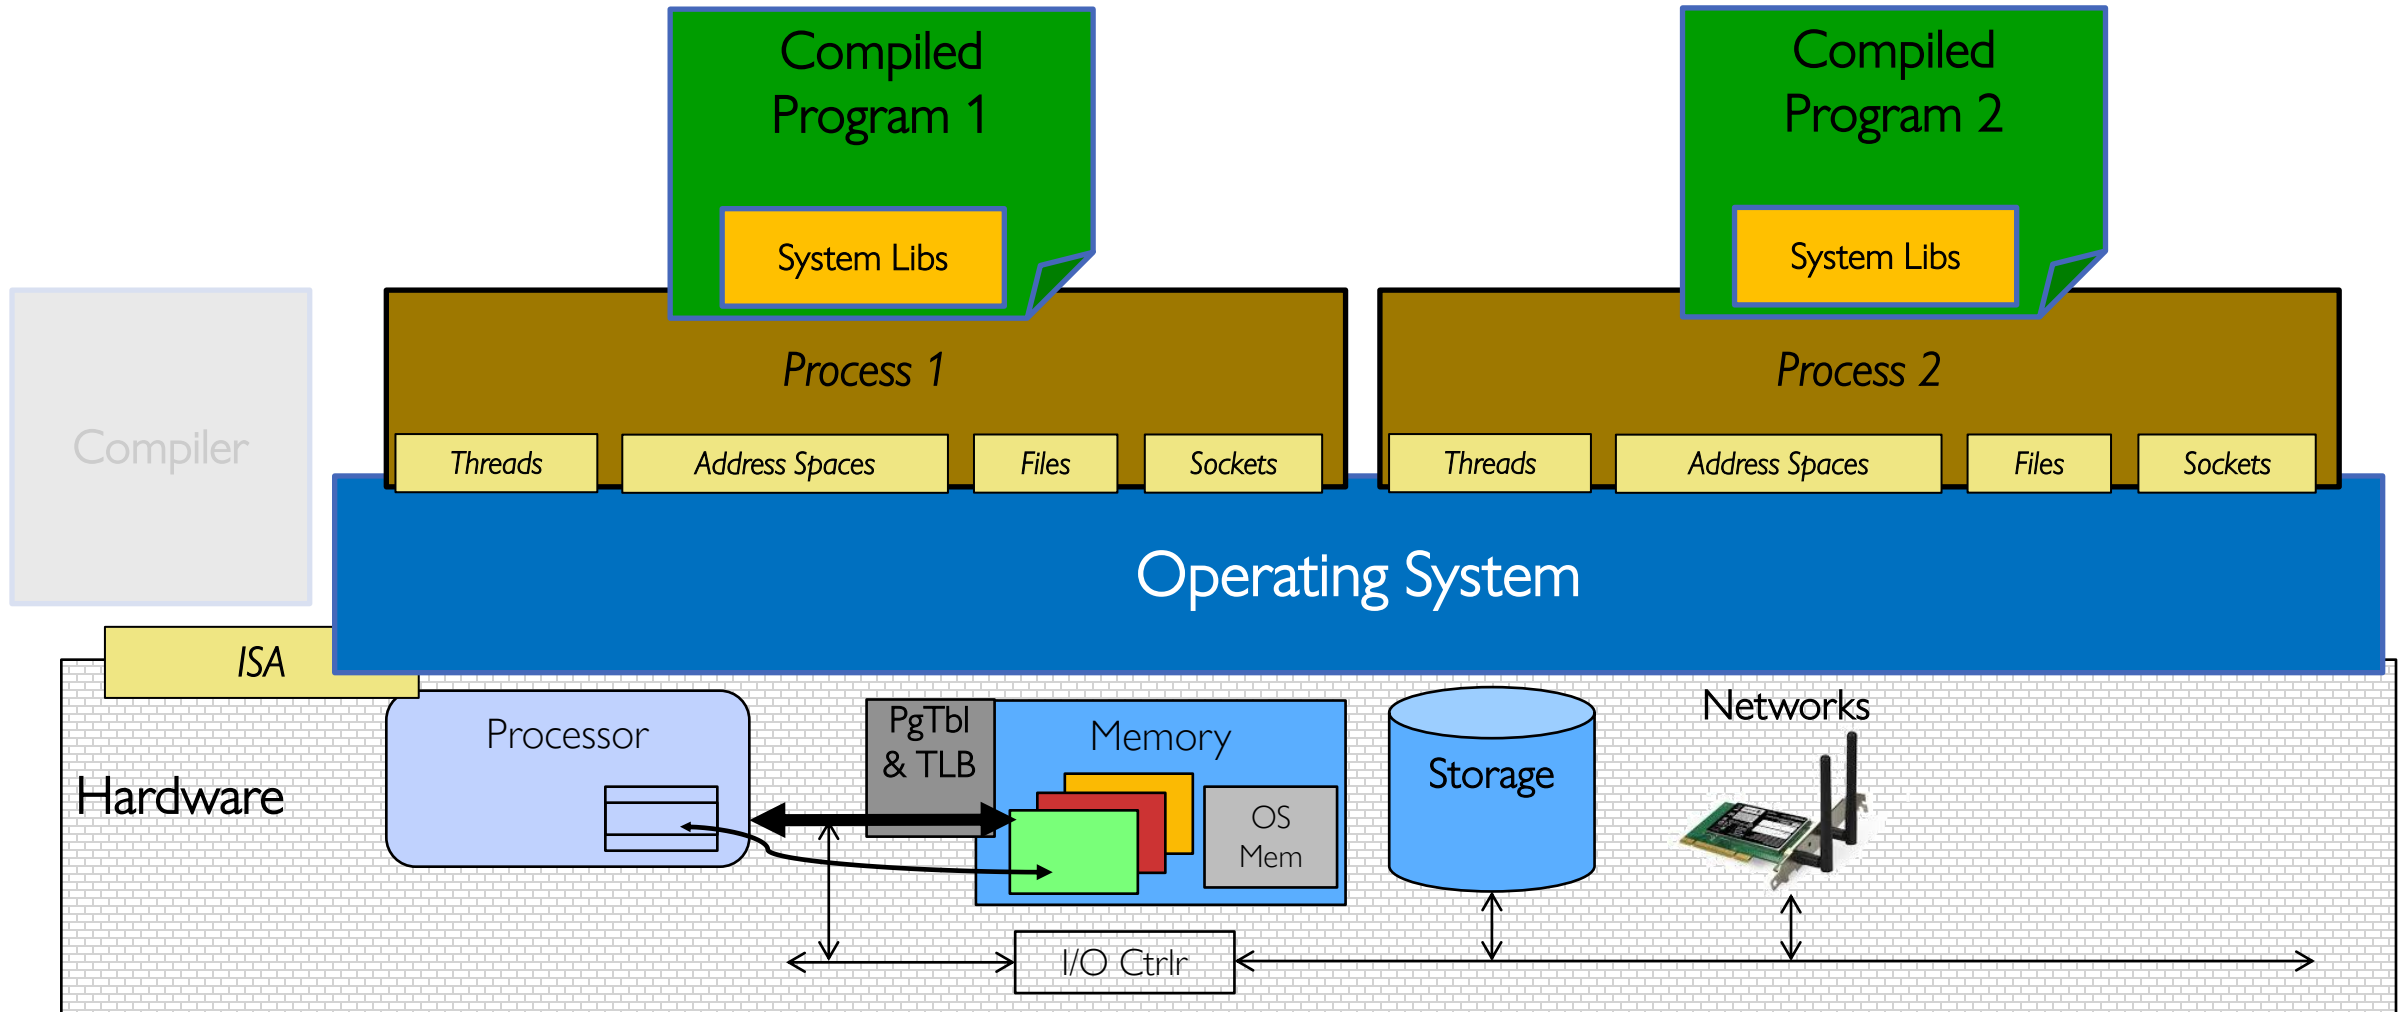 Compiled
Program 1
System Libs
Compiled
Program 2
System Libs
Compiler
Process 1
Threads
Address Spaces
Files
Sockets
Process 2
Threads
Address Spaces
Files
Sockets
Operating System
ISA
Hardware
Processor
PgTbl
& TLB
Memory
OS
Mem
Storage
Networks
I/O Ctrlr